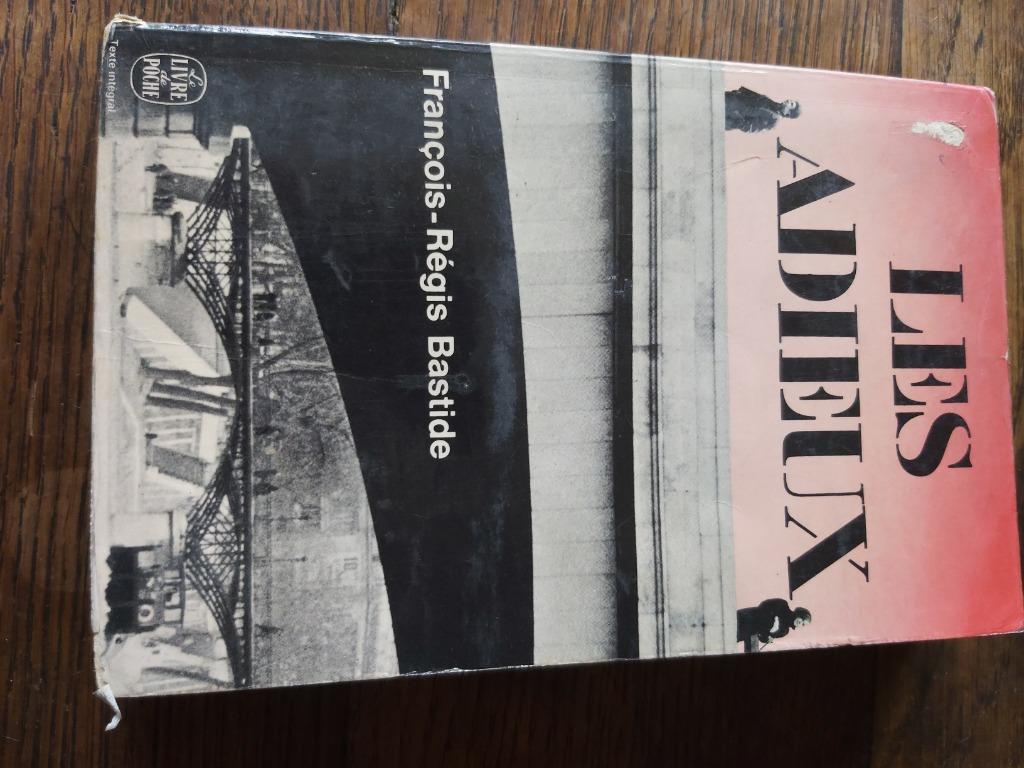 LES
ADIEUX
François-Régis Bastide
Le
LIVRE
de
POCHE
Texte intégral